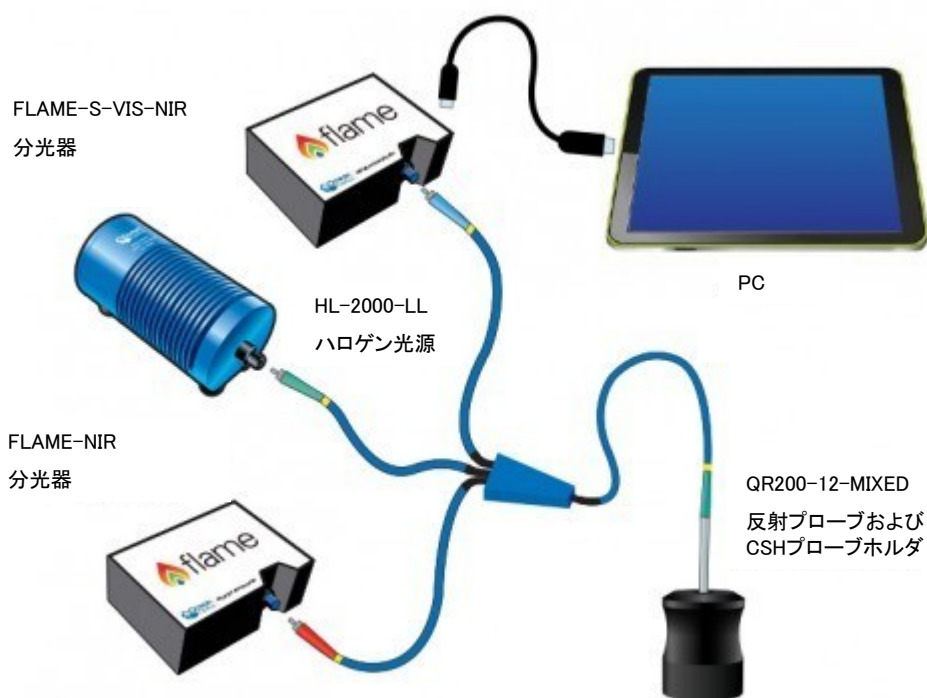 FLAME-S-VIS-NIR
分光器
flame
HL-2000-LL
ハロゲン光源
PC
FLAME-NIR
分光器
flame
QR200-12-MIXED
反射プローブおよび
CSHプローブホルダ